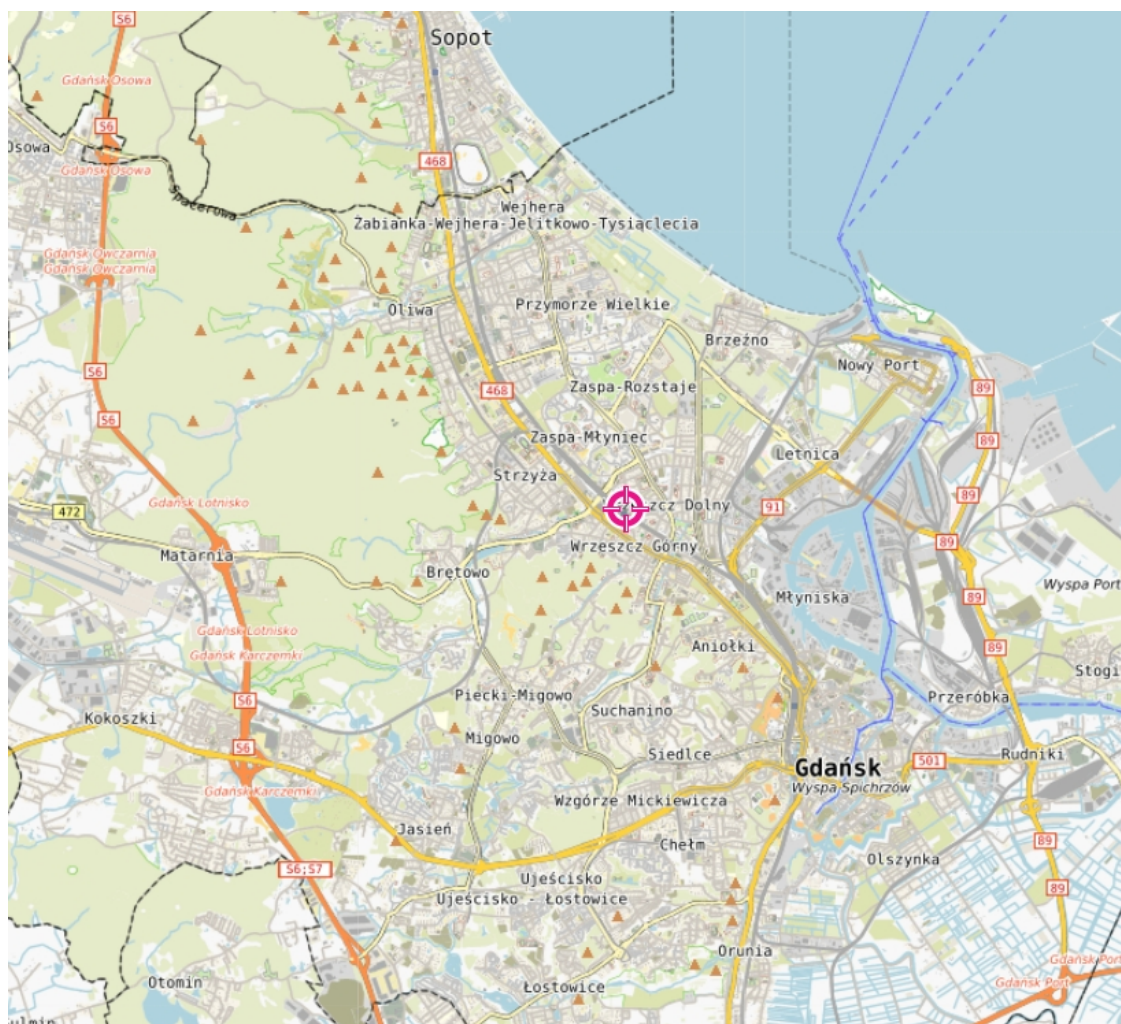 S6
Sopot
Gdańsk Osowa
S6
Osowa
Gdańsk Osowa
468
Spacerowa
Wejhera
Żabianka-Wejhera-Jelitkowo-Tysiąclecia
Gdańsk Owczarnia
Gdańsk Owczarnia
Oliwa
Przymorze Wielkie
Brzeźno
Nowy Port
S6
468
Zaspa-Rozstaje
89
S6
Zaspa-Młyniec
89
Letnica
Strzyża
89
Gdańsk Lotnisko
472
szcz Dolny
91
Matarnia
Wrzeszcz Górny
89
Brętowo
Wyspa Port
Młyniska
89
Gdańsk Lotnisko
Aniołki
89
Gdańsk Karczemki
Stogi
Piecki-Migowo
Przeróbka
S6
Suchanino
Kokoszki
Migowo
S6
Siedlce
Gdańsk
501
Rudniki
Gdańsk Karczemki
Wyspa Spichrzów
Wzgórze Mickiewicza
Jasień
Chełm
89
Olszynka
S6;S7
Ujeścisko
89
Ujeścisko - Łostowice
Orunia
Gdańsk Port
Otomin
Łostowice
Gdańsk Port